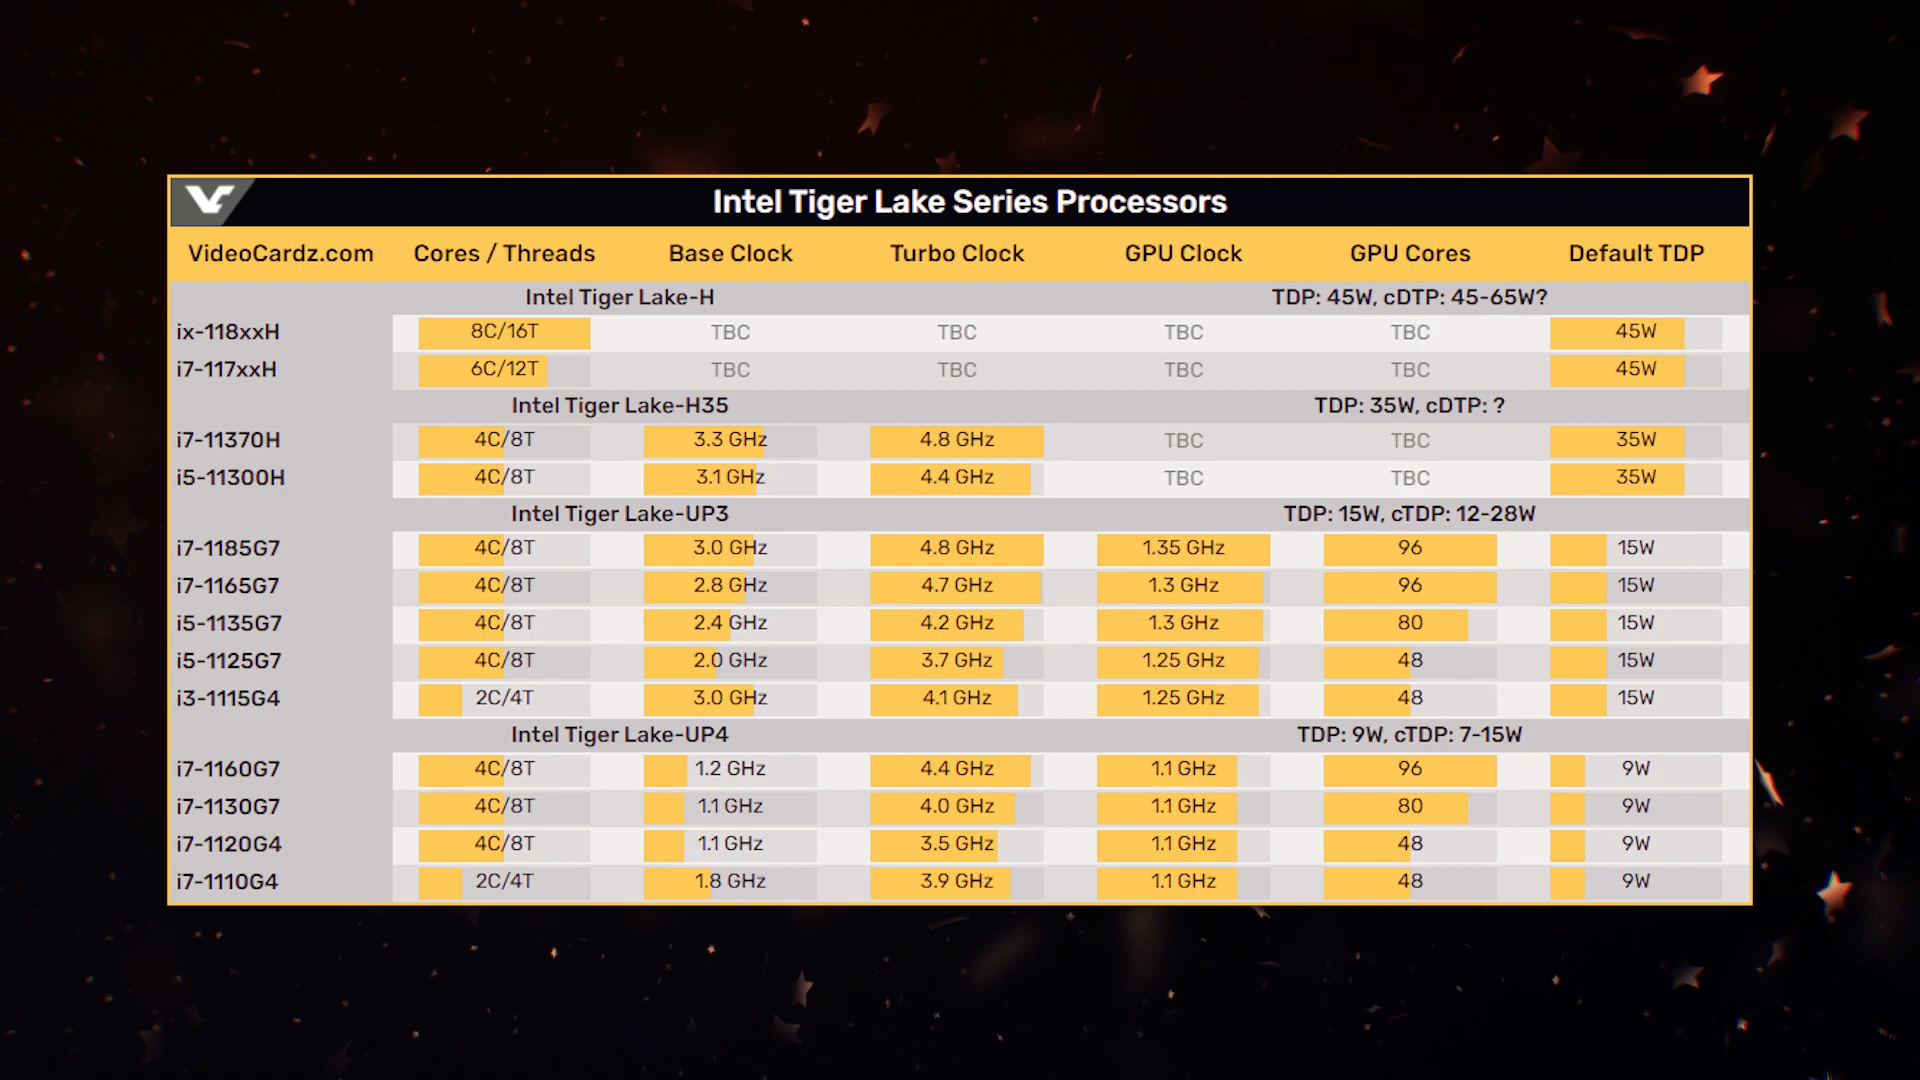 Intel Tiger Lake Series Processors
VideoCardz.com Cores / Threads Base Clock Turbo Clock GPU Clock GPU Cores Default TDP
Intel Tiger Lake-H TDP: 45W, cDTP: 45-65W?
ix-118xxH 8C/16T TBC TBC TBC TBC 45W
i7-117xxH 6C/12T TBC TBC TBC TBC 45W
Intel Tiger Lake-H35 TDP: 35W, cDTP: ?
i7-11370H 4C/8T 3.3 GHz 4.8 GHz TBC TBC 35W
i5-11300H 4C/8T 3.1 GHz 4.4 GHz TBC TBC 35W
Intel Tiger Lake-UP3 TDP: 15W, cTDP: 12-28W
i7-1185G7 4C/8T 3.0 GHz 4.8 GHz 1.35 GHz 96 15W
i7-1165G7 4C/8T 2.8 GHz 4.7 GHz 1.3 GHz 96 15W
i5-1135G7 4C/8T 2.4 GHz 4.2 GHz 1.3 GHz 80 15W
i5-1125G7 4C/8T 2.0 GHz 3.7 GHz 1.25 GHz 48 15W
i3-1115G4 2C/4T 3.0 GHz 4.1 GHz 1.25 GHz 48 15W
Intel Tiger Lake-UP4 TDP: 9W, cTDP: 7-15W
i7-1160G7 4C/8T 1.2 GHz 4.4 GHz 1.1 GHz 96 9W
i7-1130G7 4C/8T 1.1 GHz 4.0 GHz 1.1 GHz 80 9W
i7-1120G4 4C/8T 1.1 GHz 3.5 GHz 1.1 GHz 48 9W
i7-1110G4 2C/4T 1.8 GHz 3.9 GHz 1.1 GHz 48 9W